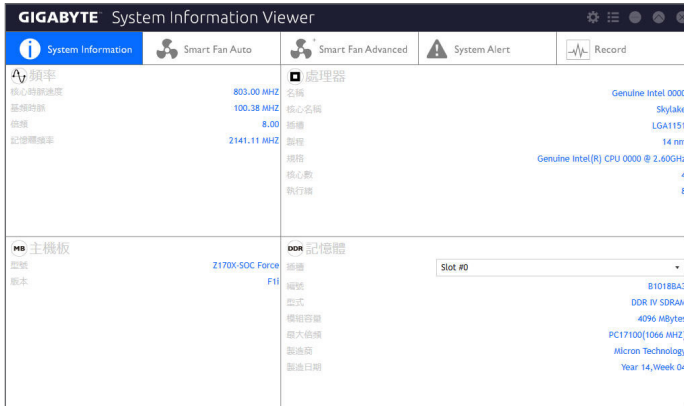 GIGABYTE™ System Information Viewer
System Information
Smart Fan Auto
Smart Fan Advanced
System Alert
Record
頻率
核心時脈速度 803.00 MHZ
基頻時脈 100.38 MHZ
倍頻 8.00
記憶體頻率 2141.11 MHZ
處理器
名稱 Genuine Intel 0000
核心名稱 Skylake
插槽 LGA1151
製程 14 nm
規格 Genuine Intel(R) CPU 0000 @ 2.60GHz
核心數 4
執行緒 8
MB 主機板
型號 Z170X-SOC Force
版本 F1i
DDR 記憶體
插槽 Slot #0
編號 B1018BA3
型式 DDR IV SDRAM
模組容量 4096 MBytes
最大倍頻 PC17100(1066 MHZ)
製造商 Micron Technology
製造日期 Year 14,Week 04